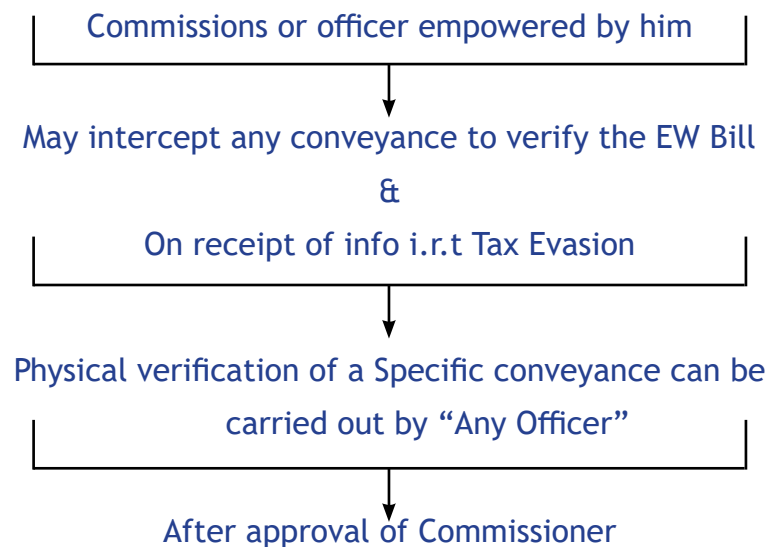 Commissions or officer empowered by him
May intercept any conveyance to verify the EW Bill
&
On receipt of info i.r.t Tax Evasion
Physical verification of a Specific conveyance can be
carried out by “Any Officer”
After approval of Commissioner